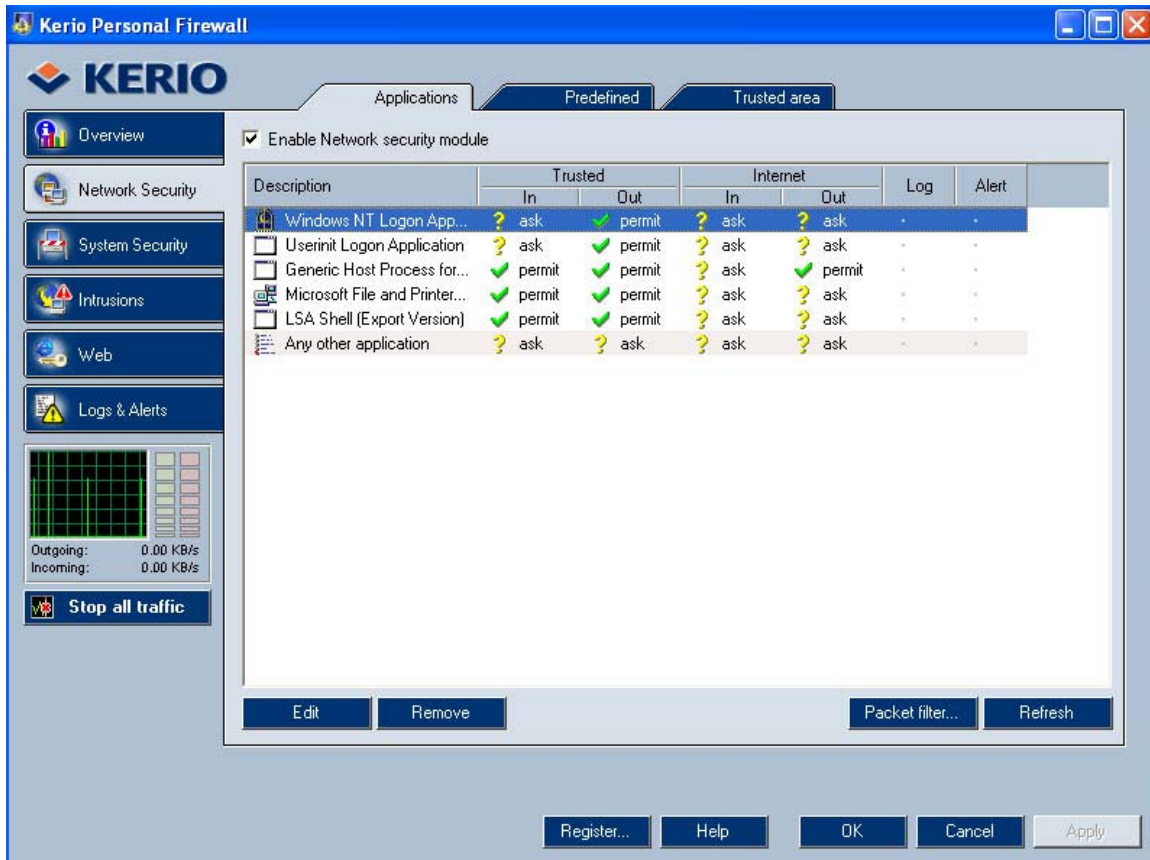 Kerio Personal Firewall
KERIO
Applications Predefined Trusted area
Overview
Network Security
System Security
Intrusions
Web
Logs & Alerts
Outgoing: 0.00 KB/s
Incoming: 0.00 KB/s
Stop all traffic
Enable Network security module
Description Trusted Internet Log Alert
In Out In Out
Windows NT Logon App... ask permit ask ask
Userinit Logon Application ask permit ask ask
Generic Host Process for... permit permit ask permit
Microsoft File and Printer... permit permit ask ask
LSA Shell (Export Version) permit permit ask ask
Any other application ask ask ask ask
Edit Remove Packet filter... Refresh
Register... Help OK Cancel Apply